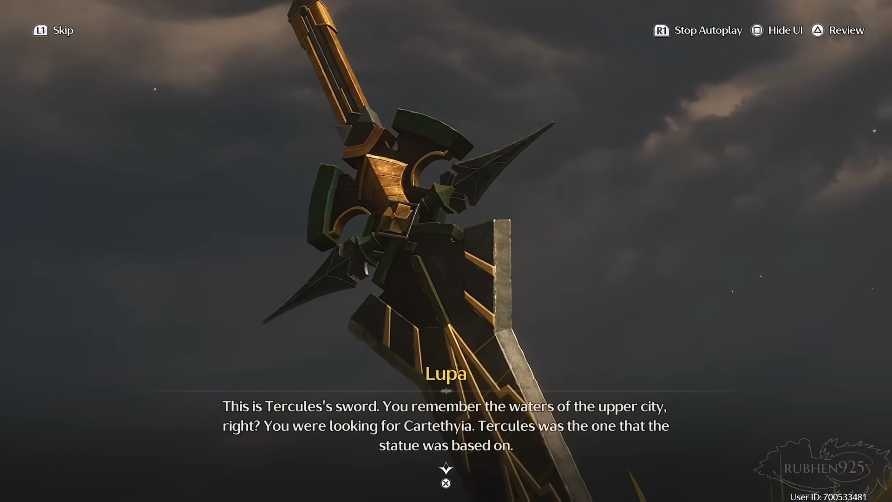 L1 Skip
R1 Stop Autoplay Hide UI Review
Lupa
This is Tercules's sword. You remember the waters of the upper city,
right? You were looking for Cartethyia. Tercules was the one that the
statue was based on.
RUBHEN925
User ID: 700533481